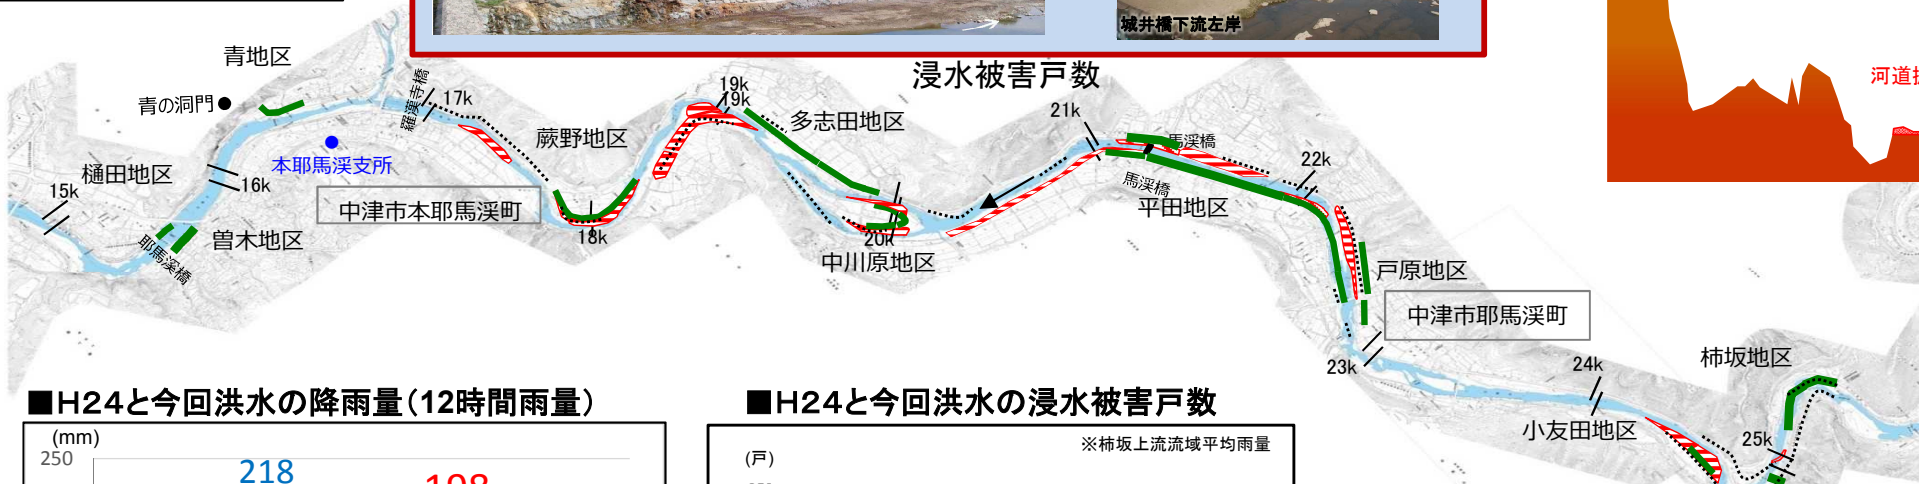 城井橋下流左岸
浸水被害戸数
青地区
青の洞門
羅漢寺橋
17k
本耶馬渓支所
樋田地区
15k
16k
中津市本耶馬渓町
曽木地区
耶馬溪橋
蕨野地区
18k
19k
19k
多志田地区
20k
中川原地区
21k
馬渓橋
馬渓橋
平田地区
22k
戸原地区
中津市耶馬渓町
23k
24k
柿坂地区
小友田地区
25k
■H24と今回洪水の降雨量(12時間雨量)
(mm)
250
218
■H24と今回洪水の浸水被害戸数
※柿坂上流流域平均雨量
(戸)